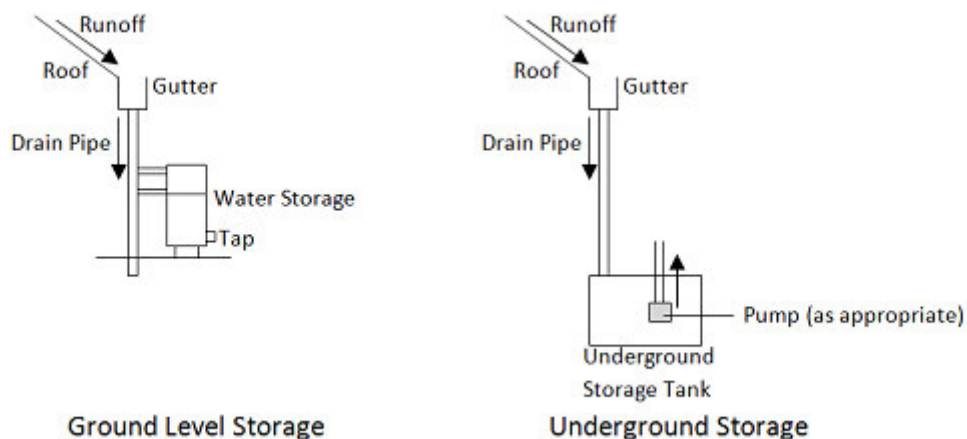 Runoff
Roof
Gutter
Drain Pipe
Water Storage
Tap
Ground Level Storage
Runoff
Roof
Gutter
Drain Pipe
Pump (as appropriate)
Underground
Storage Tank
Underground Storage